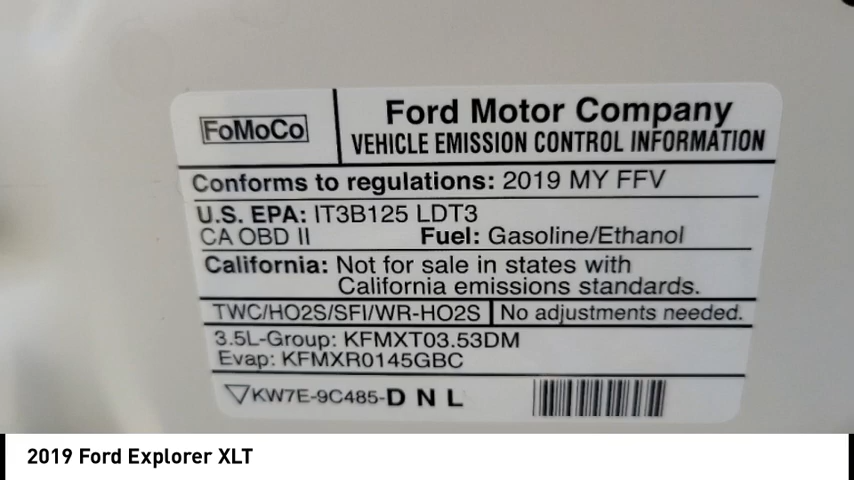 FoMoCo
Ford Motor Company
VEHICLE EMISSION CONTROL INFORMATION
Conforms to regulations: 2019 MY FFV
U.S. EPA: IT3B125 LDT3
CA OBD II Fuel: Gasoline/Ethanol
California: Not for sale in states with
California emissions standards.
TWC/HO2S/SFI/WR-HO2S No adjustments needed.
3.5L-Group: KFMXT03.53DM
Evap: KFMXR0145GBC
KW7E-9C485-D N L
2019 Ford Explorer XLT